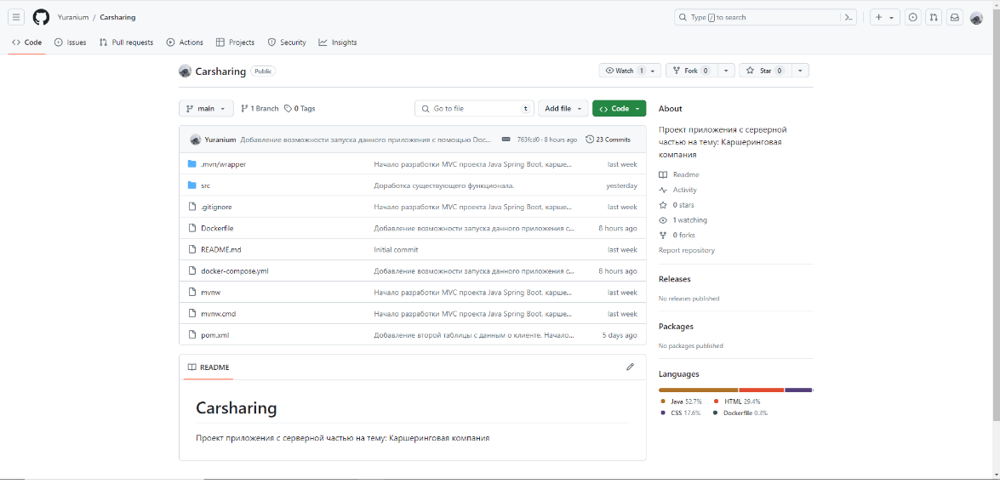 Yuranium / Carsharing
Type / to search
Code Issues Pull requests Actions Projects Security Insights
Carsharing Public
Watch 1 Fork 0 Star 0
main 1 Branch 0 Tags
Go to file t Add file Code
Yuranium Добавление возможности запуска данного приложения с помощью Doc... 763fcd0 · 8 hours ago 23 Commits
.mvn/wrapper Начало разработки MVC проекта Java Spring Boot, карше... last week
src Доработка существующего функционала. yesterday
.gitignore Начало разработки MVC проекта Java Spring Boot, карше... last week
Dockerfile Добавление возможности запуска данного приложения с... 8 hours ago
README.md Initial commit last week
docker-compose.yml Добавление возможности запуска данного приложения с... 8 hours ago
mvnw Начало разработки MVC проекта Java Spring Boot, карше... last week
mvnw.cmd Начало разработки MVC проекта Java Spring Boot, карше... last week
pom.xml Добавление второй таблицы с данным о клиенте. Начало... 5 days ago
README
Carsharing
Проект приложения с серверной частью на тему: Каршеринговая компания
About
Проект приложения с серверной
частью на тему: Каршеринговая
компания
Readme
Activity
0 stars
1 watching
0 forks
Report repository
Releases
No releases published
Packages
No packages published
Languages
Java 52.7% HTML 29.4%
CSS 17.6% Dockerfile 0.3%